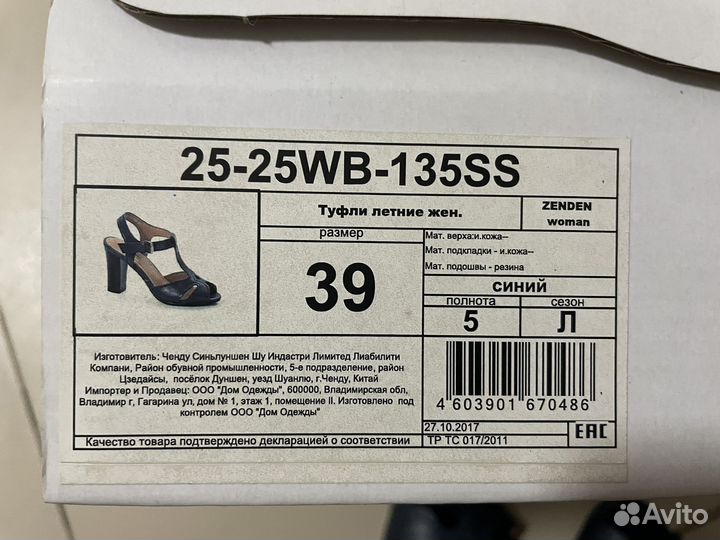 25-25WB-135SS
Туфли летние жен.
ZENDEN
woman
размер
39
Мат. верха:и.кожа--
Мат. подкладки - и.кожа--
Мат. подошвы - резина
синий
полнота
сезон
5
Л
Изготовитель: Ченду Синьлуншен Шу Индастри Лимитед Лиабилити
Компани, Район обувной промышленности, 5-е подразделение, район
Цзедайсы, посёлок Дуншен, уезд Шуанлю, г.Ченду, Китай
Импортер и Продавец: ООО "Дом Одежды", 600000, Владимирская обл,
Владимир г, Гагарина ул, дом № 1, этаж 1, помещение II. Изготовлено под
контролем ООО "Дом Одежды"
4 603901 670486
27.10.2017
Качество товара подтверждено декларацией о соответствии
ТР ТС 017/2011
EAC
Avito